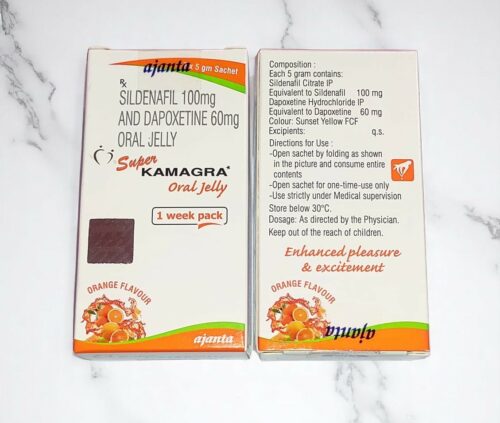 ajanta
x 5 gm Sachet
Rx
SILDENAFIL 100mg
AND DAPOXETINE 60mg
ORAL JELLY
Super
KAMAGRA*
Oral Jelly
1 week pack
ORANGE FLAVOUR
ajanta
Composition :
Each 5 gram contains:
Sildenafil Citrate IP
Equivalent to Sildenafil 100 mg
Dapoxetine Hydrochloride IP
Equivalent to Dapoxetine 60 mg
Colour: Sunset Yellow FCF
Excipients: q.s.
Directions for Use :
-Open sachet by folding as shown
in the picture and consume entire
contents
-Open sachet for one-time-use only
-Use strictly under Medical supervision
Store below 30°C.
Dosage: As directed by the Physician.
Keep out of the reach of children.
Enhanced pleasure
& excitement
ORANGE FLAVOUR
ajanta